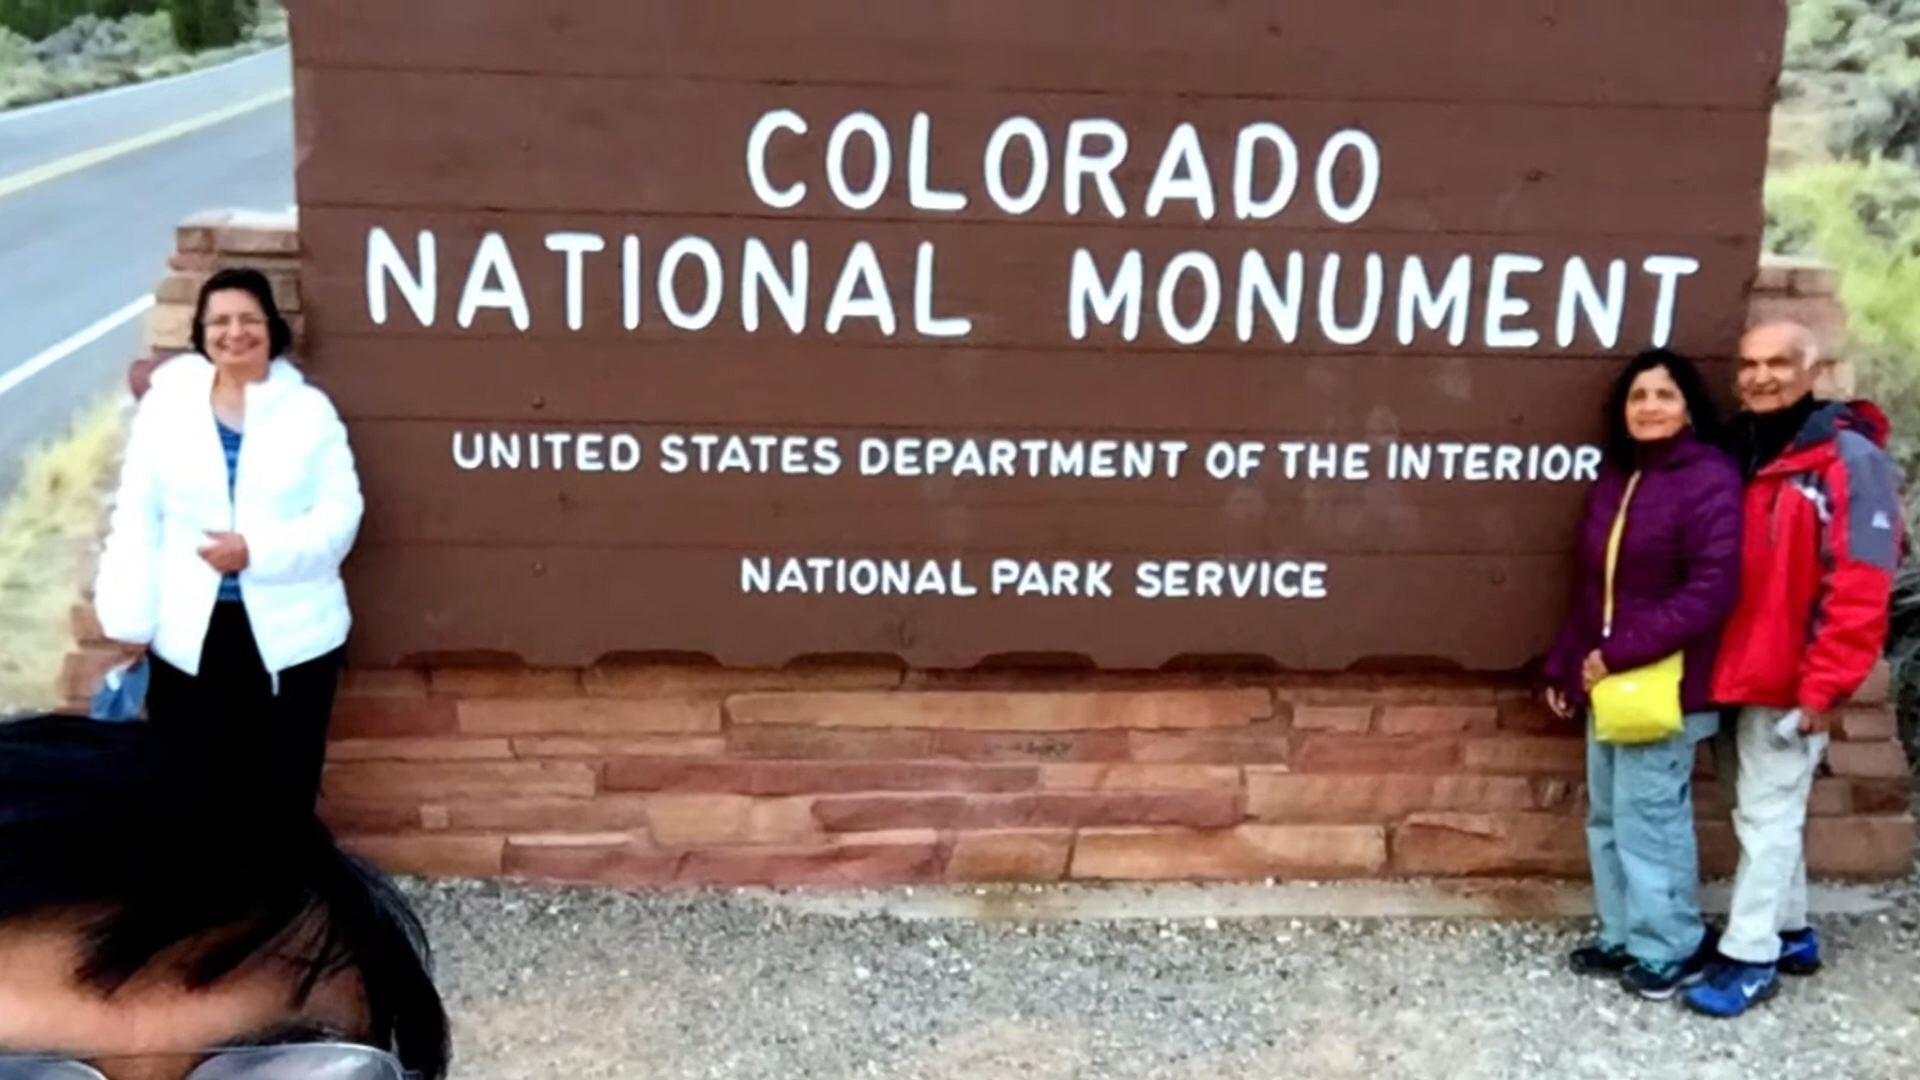 COLORADO
NATIONAL MONUMENT
UNITED STATES DEPARTMENT OF THE INTERIOR
NATIONAL PARK SERVICE